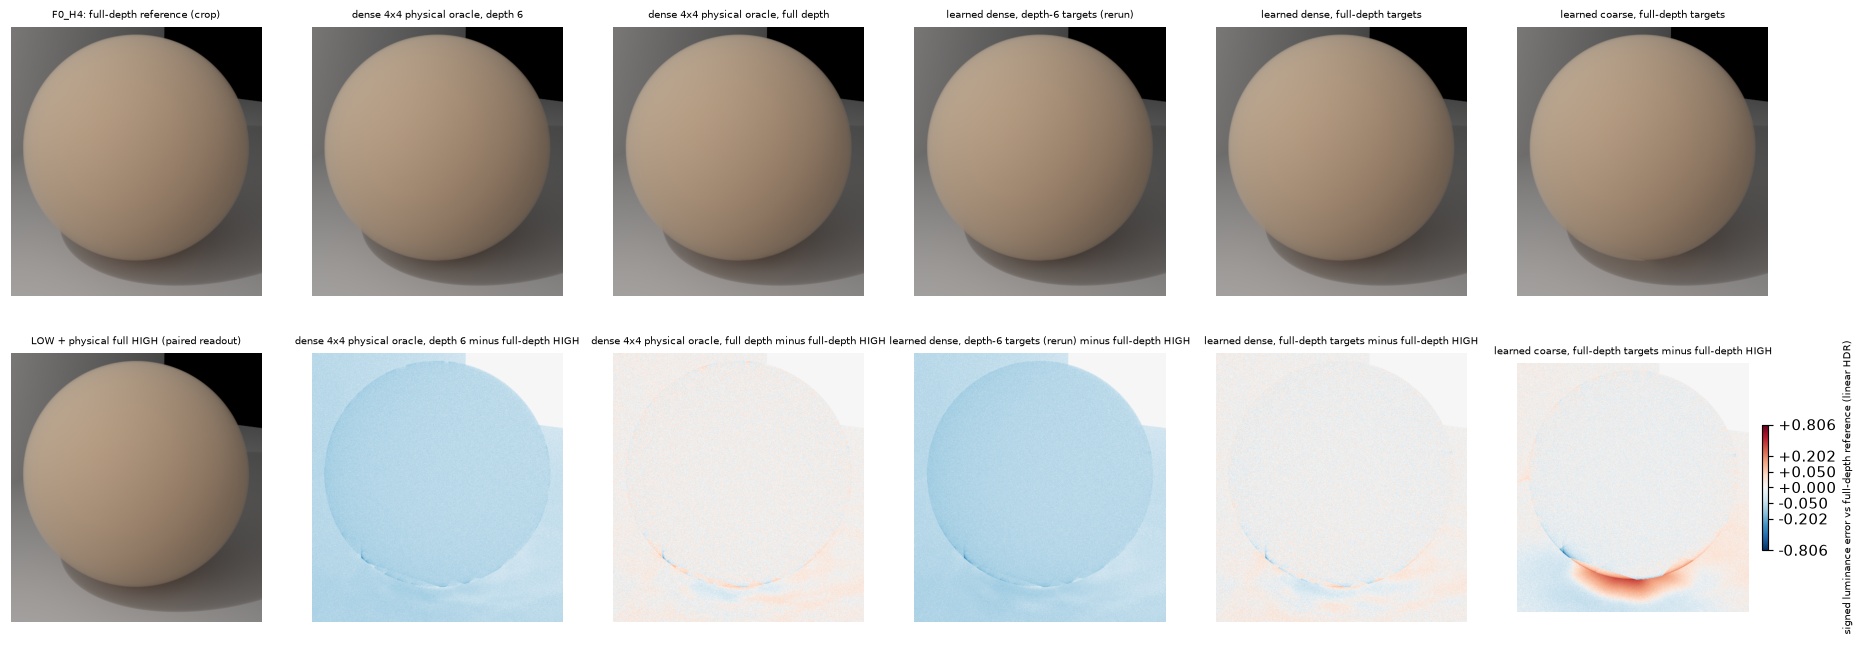 F0_H4: full-depth reference (crop)
dense 4x4 physical oracle, depth 6
dense 4x4 physical oracle, full depth
learned dense, depth-6 targets (rerun)
learned dense, full-depth targets
learned coarse, full-depth targets
LOW + physical full HIGH (paired readout)
dense 4x4 physical oracle, depth 6 minus full-depth HIGH
dense 4x4 physical oracle, full depth minus full-depth HIGH
learned dense, depth-6 targets (rerun) minus full-depth HIGH
learned dense, full-depth targets minus full-depth HIGH
learned coarse, full-depth targets minus full-depth HIGH
+0.806
+0.202
+0.050
+0.000
-0.050
-0.202
-0.806
signed luminance error vs full-depth reference (linear HDR)